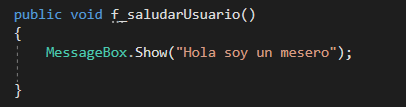 public void f_saludarUsuario()
{
MessageBox.Show("Hola soy un mesero");
}